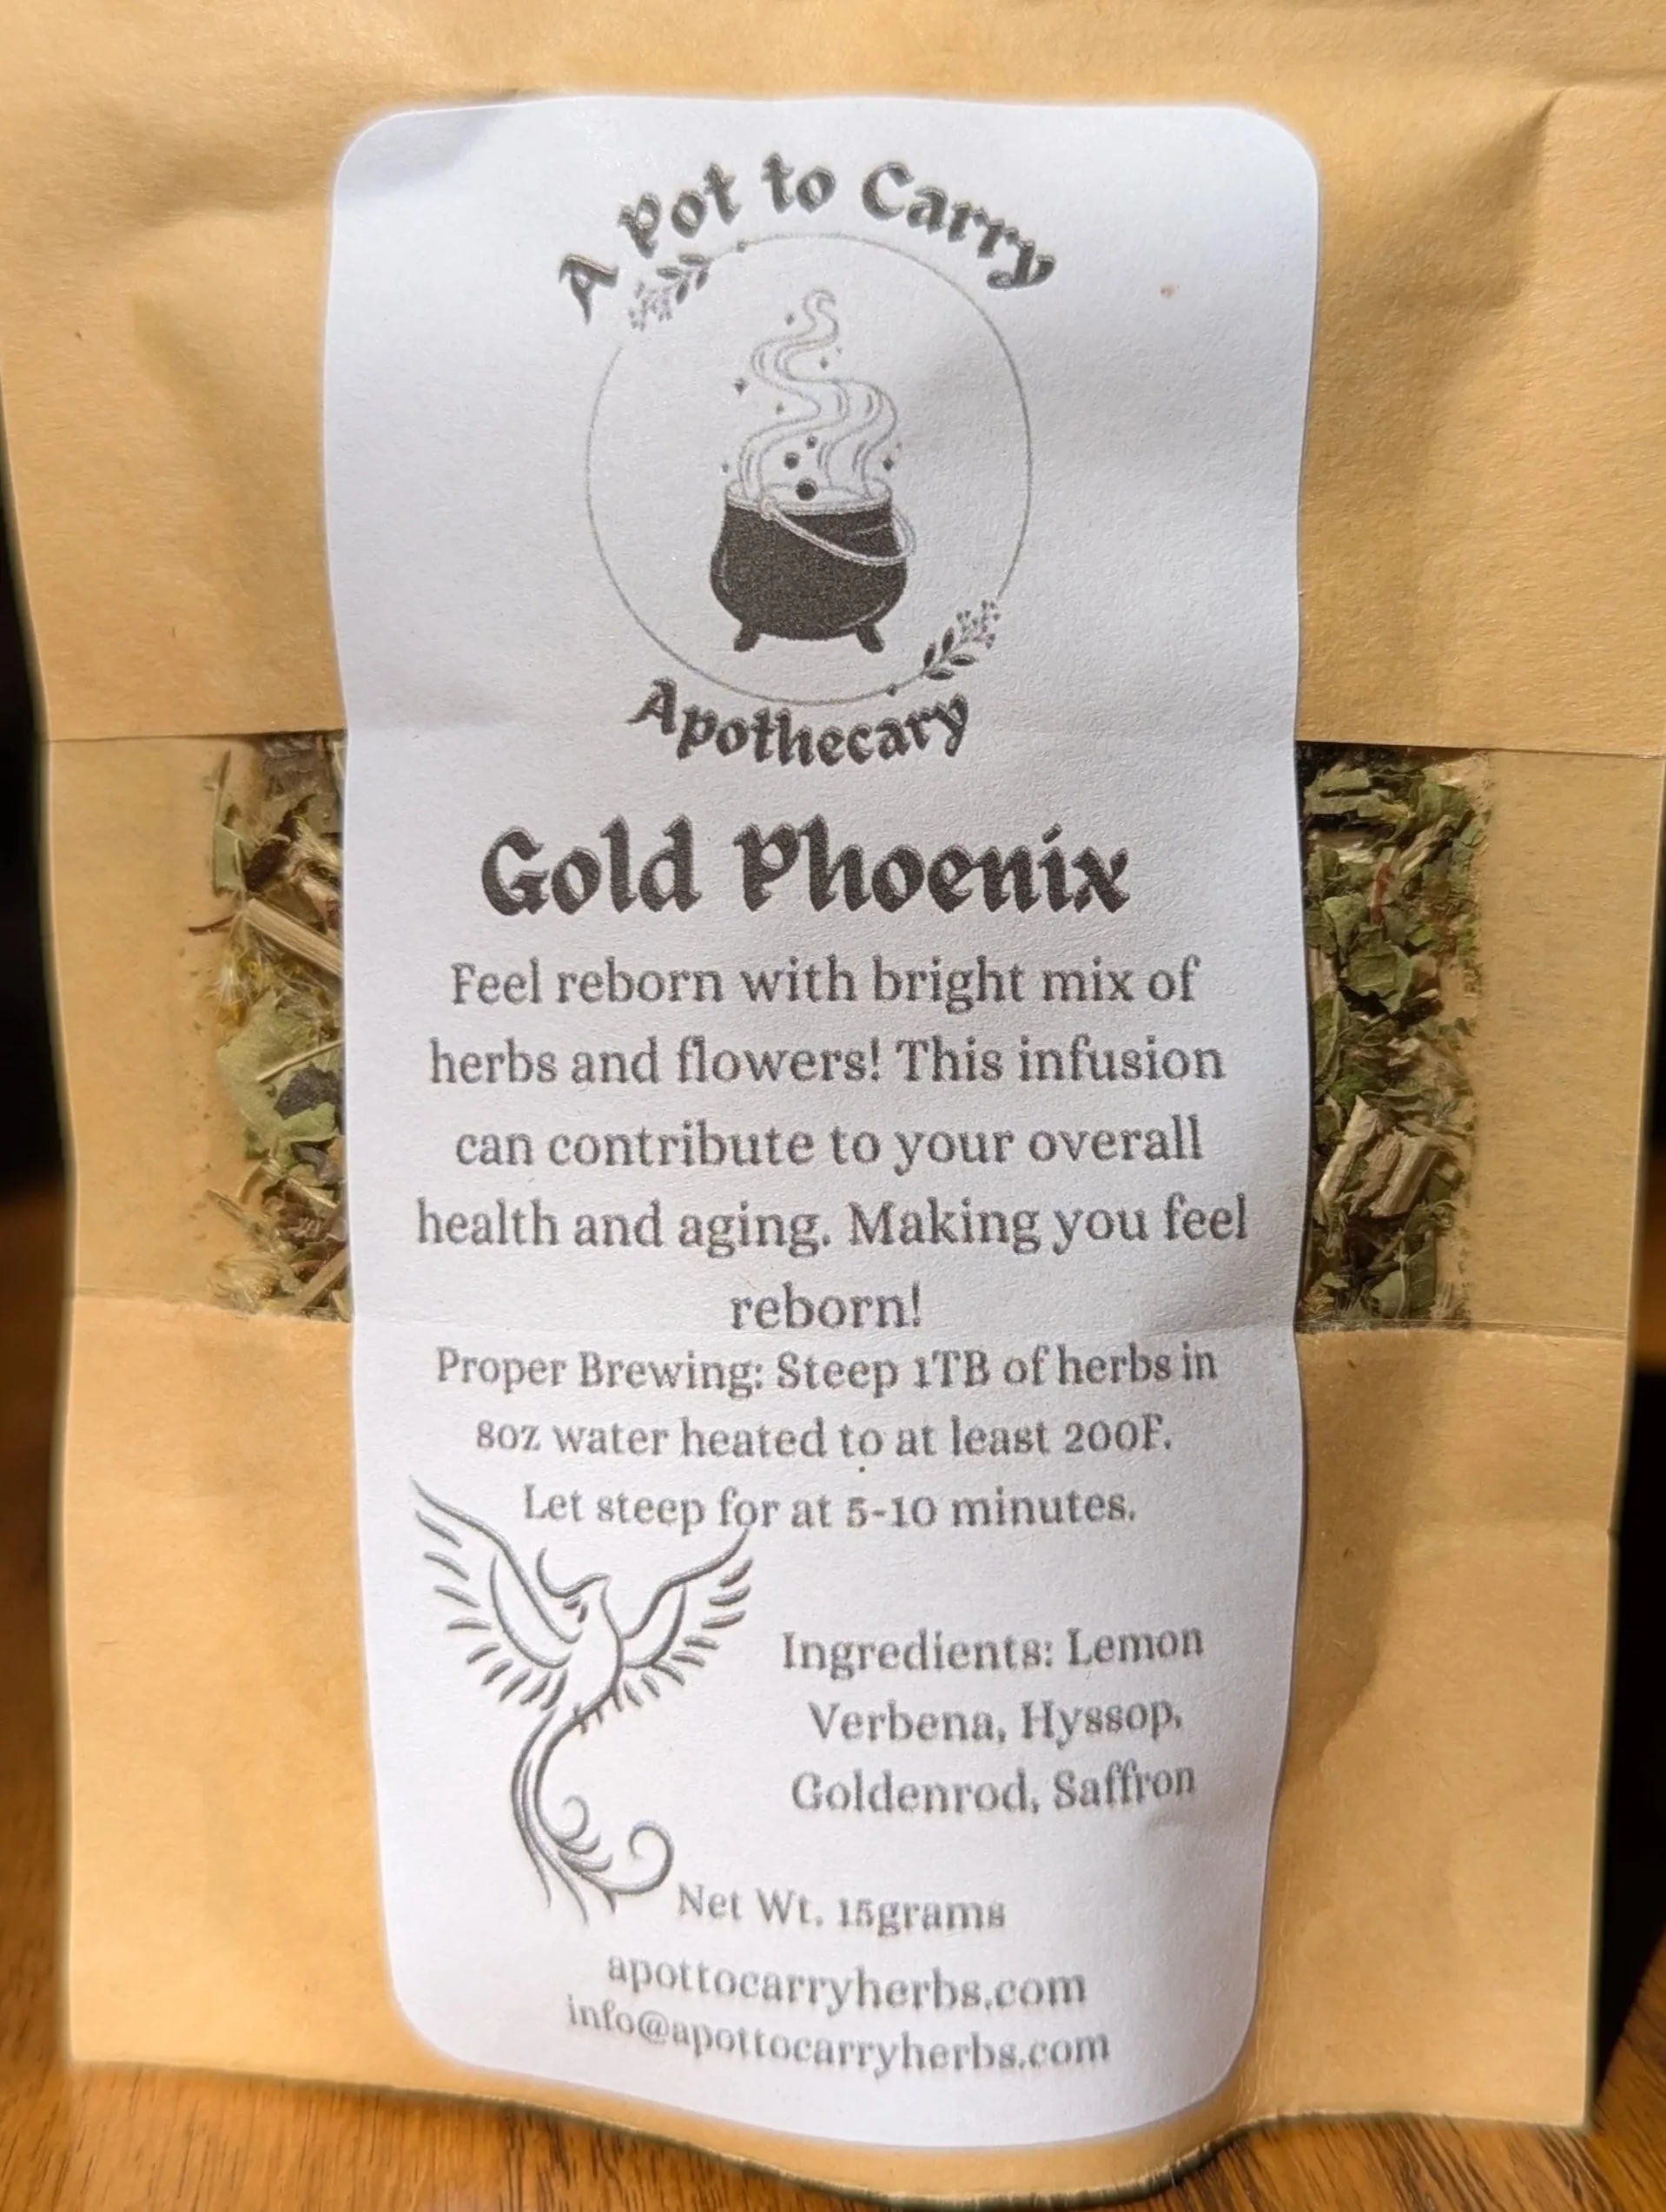 A Pot to Carry
Apothecary
Gold Phoenix
Feel reborn with bright mix of
herbs and flowers! This infusion
can contribute to your overall
health and aging. Making you feel
reborn!
Proper Brewing: Steep 1TB of herbs in
8oz water heated to at least 200F.
Let steep for at 5-10 minutes.
Ingredients: Lemon
Verbena, Hyssop,
Goldenrod, Saffron
Net Wt. 15grams
apottocarryherbs.com
info@apottocarryherbs.com